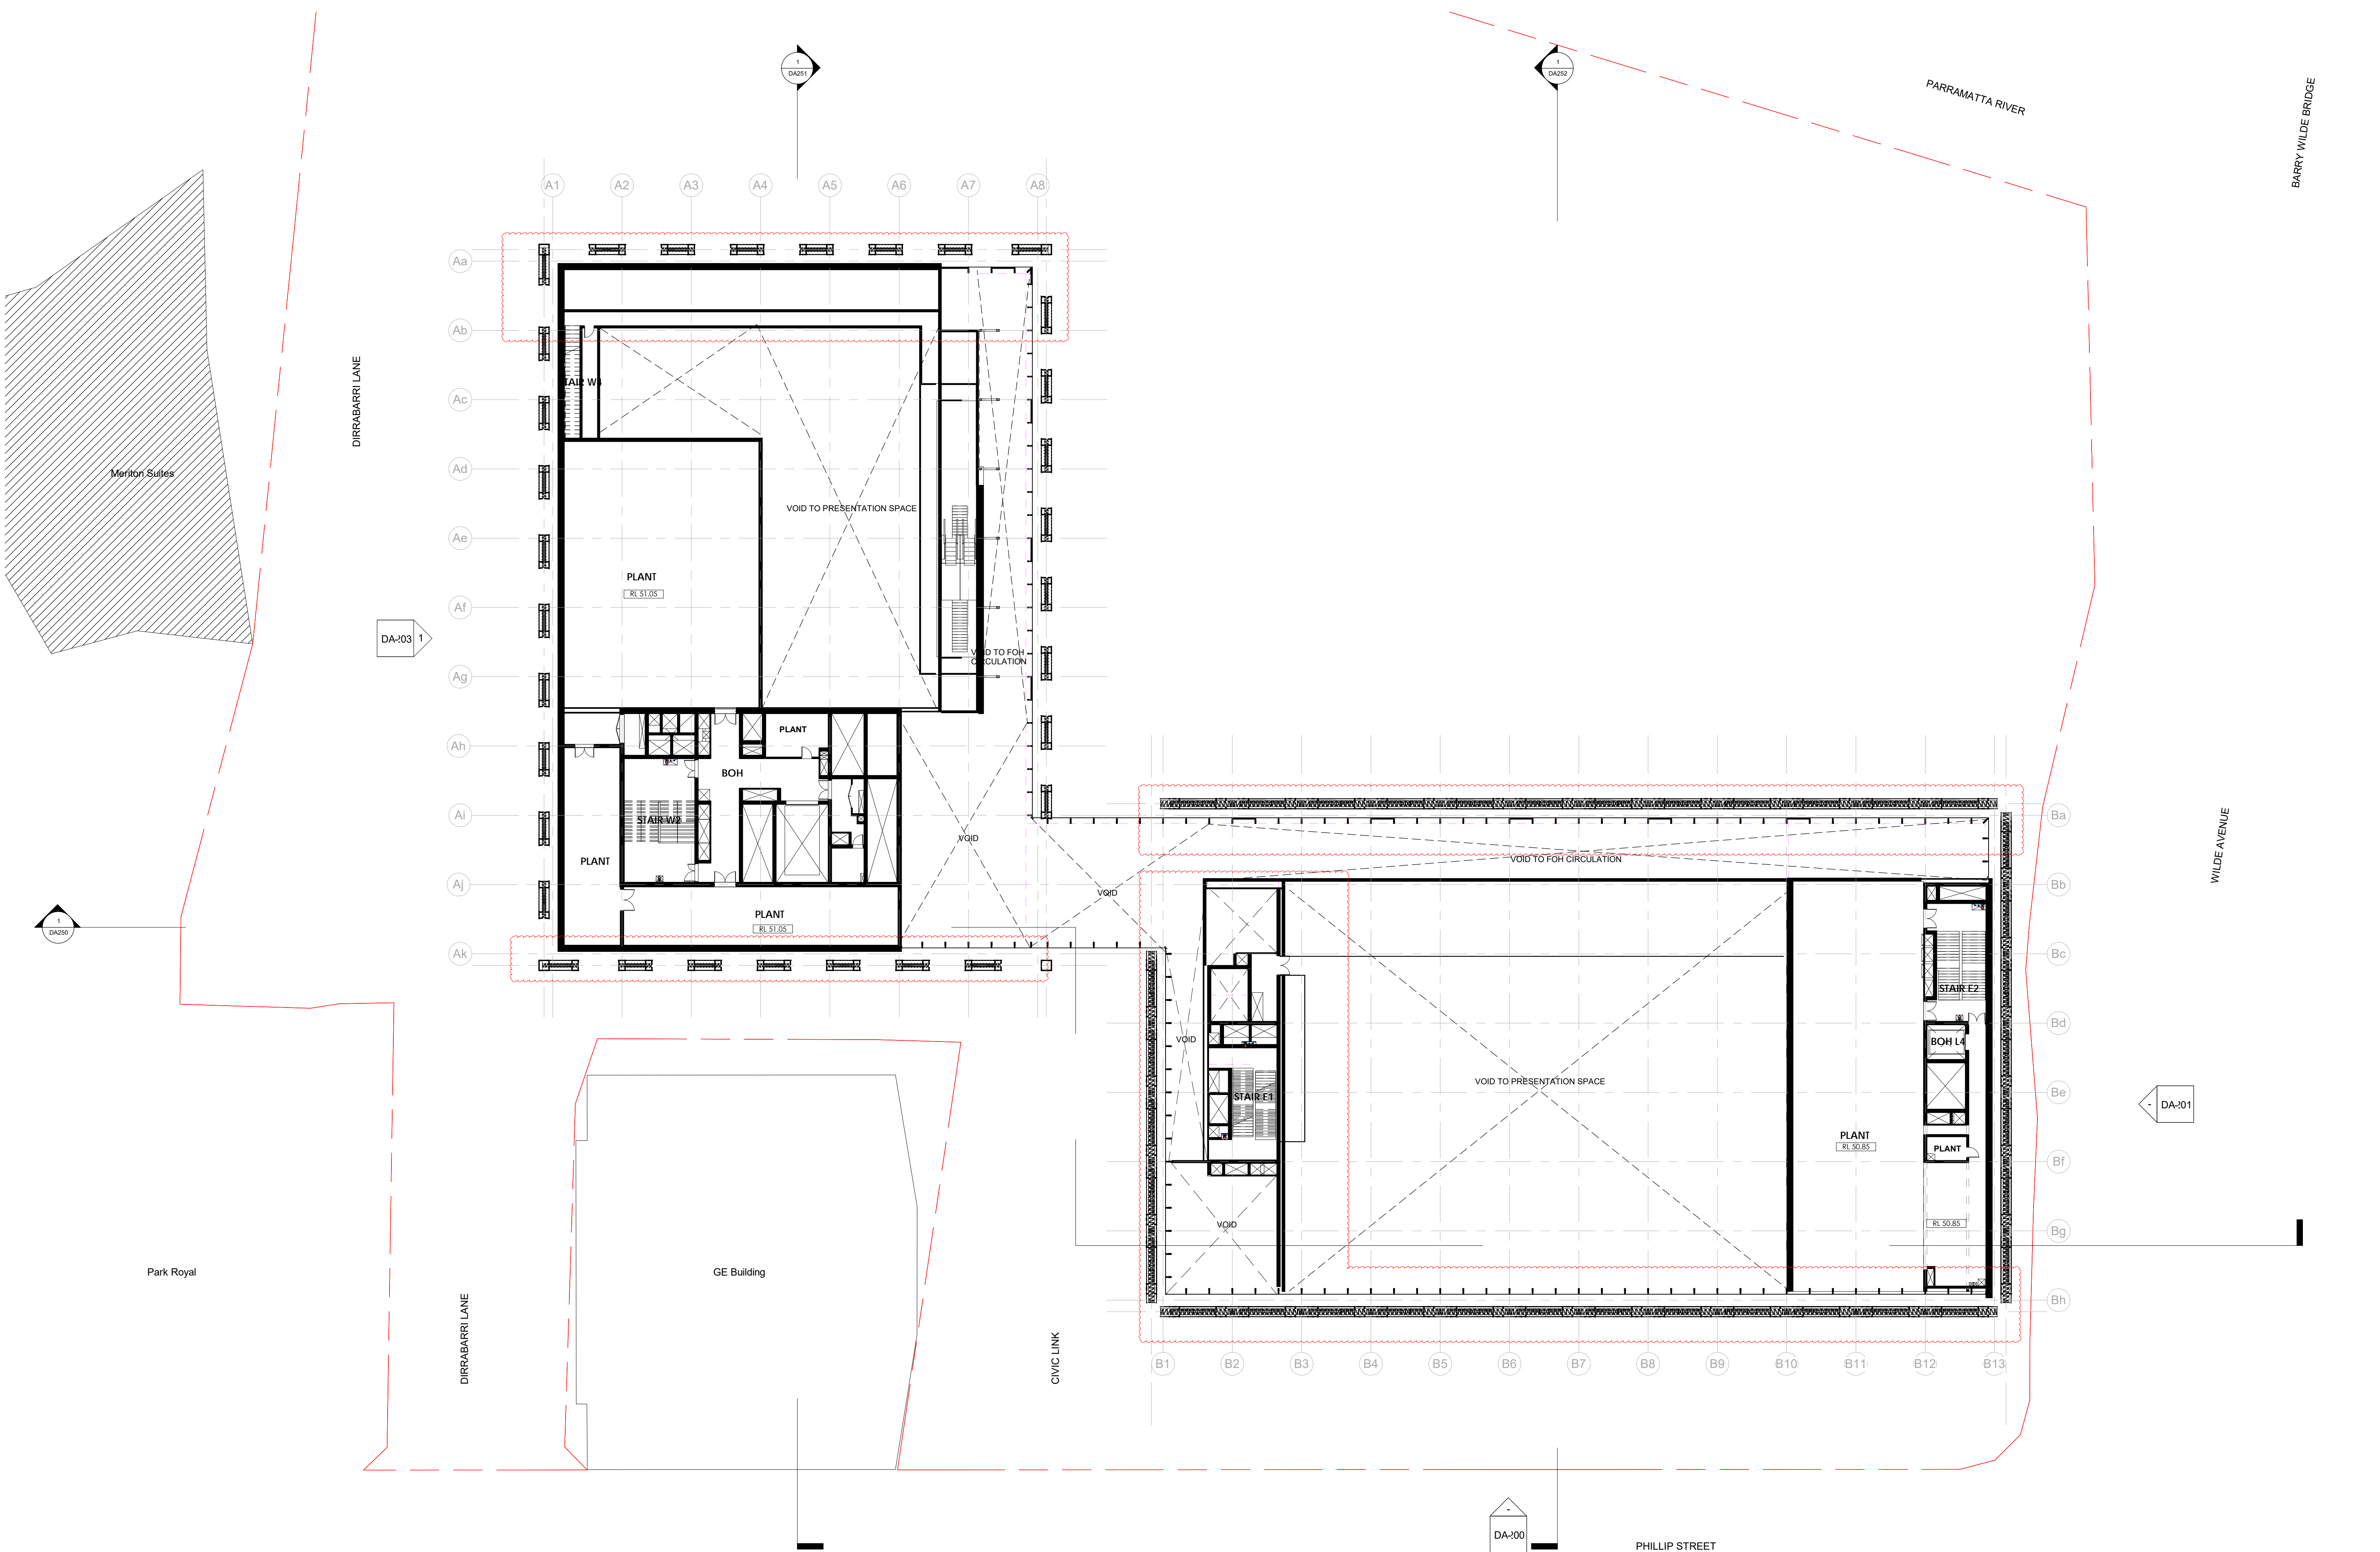 1
DA251
1
DA252
PARRAMATTA RIVER
BARRY WILDE BRIDGE
A1
A2
A3
A4
A5
A6
A7
A8
Aa
Ab
Ac
Ad
Ae
Af
Ag
Ah
Ai
Aj
Ak
DIRRABARRI LANE
Meriton Suites
TAIR W
VOID TO PRESENTATION SPACE
PLANT
RL 51.05
DA203
1
VOID TO FOH
CIRCULATION
PLANT
BOH
STAIR W2
PLANT
VOID
PLANT
RL 51.05
1
DA250
VOID
VOID TO FOH CIRCULATION
Ba
Bb
Bc
Bd
Be
Bf
Bg
Bh
WILDE AVENUE
STAIR E2
VOID
BOH L4
VOID TO PRESENTATION SPACE
STAIR E1
PLANT
RL 50.85
PLANT
-
DA201
VOID
RL 50.85
Park Royal
GE Building
DIRRABARRI LANE
CIVIC LINK
B1
B2
B3
B4
B5
B6
B7
B8
B9
B10
B11
B12
B13
-
DA200
PHILLIP STREET